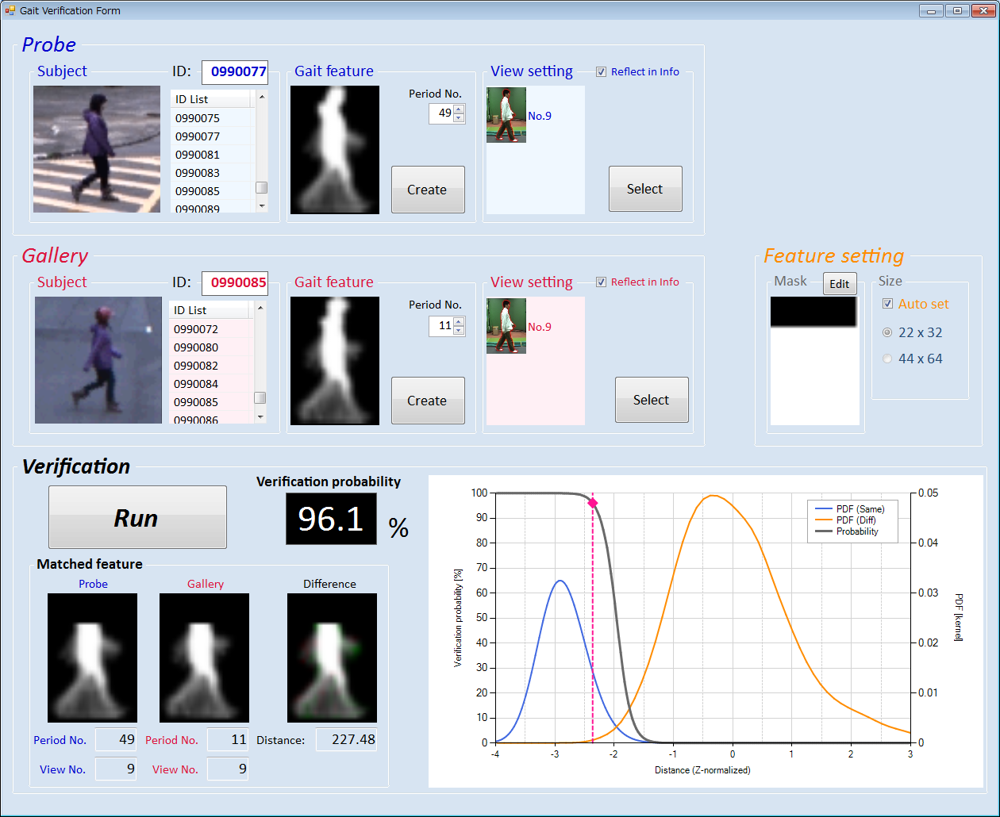 Gait Verification Form
Probe
Subject
ID: 0990077
ID List
0990075
0990077
0990081
0990083
0990085
0990089
Gait feature
Period No.
49
Create
View setting
Reflect in Info
No.9
Select
Gallery
Subject
ID: 0990085
ID List
0990072
0990080
0990082
0990084
0990085
0990086
Gait feature
Period No.
11
Create
View setting
Reflect in Info
No.9
Select
Feature setting
Mask
Edit
Size
Auto set
22 x 32
44 x 64
Verification
Run
Verification probability
96.1 %
Matched feature
Probe Gallery Difference
Period No. 49 Period No. 11 Distance: 227.48
View No. 9 View No. 9
Verification probability [%]
100
90
80
70
60
50
40
30
20
10
0
-4 -3 -2 -1 0 1 2 3
Distance (Z-normalized)
PDF (Same)
PDF (Diff)
Probability
0.05
0.04
0.03
0.02
0.01
0
PDF [kernel]